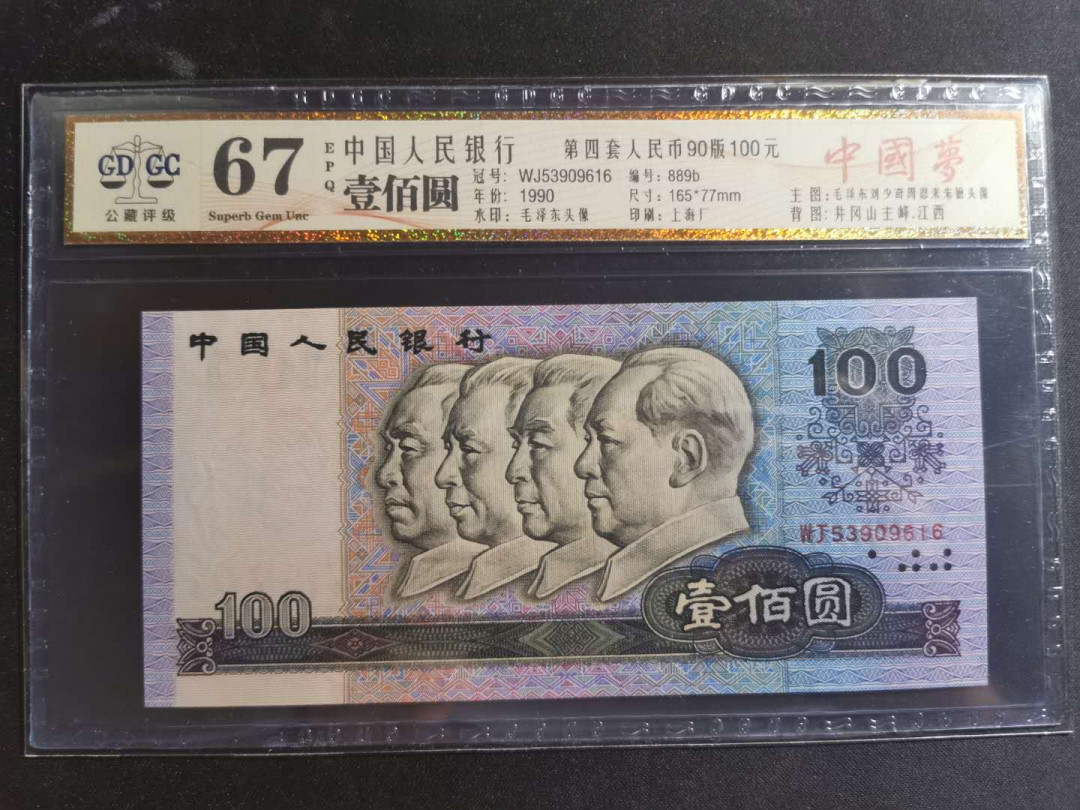 GDGC
公藏评级
67
Superb Gem Unc
EPQ
中国人民银行 第四套人民币90版100元
壹佰圆
冠号: WJ53909616 编号: 889b
年份: 1990 尺寸: 165*77mm
水印: 毛泽东头像 印刷: 上海厂
中國夢
主图: 毛泽东刘少奇周恩来朱德头像
背图: 井冈山主峰.江西
中国人民银行
100
WJ53909616
壹佰圆
100